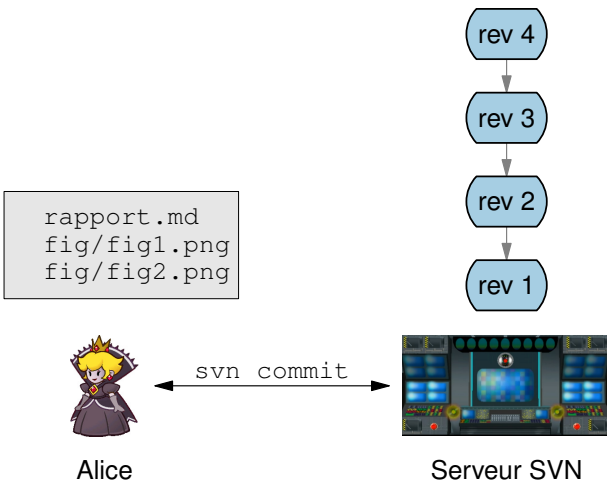 rev 4
rev 3
rev 2
rev 1
rapport.md
fig/fig1.png
fig/fig2.png
svn commit
Alice
Serveur SVN